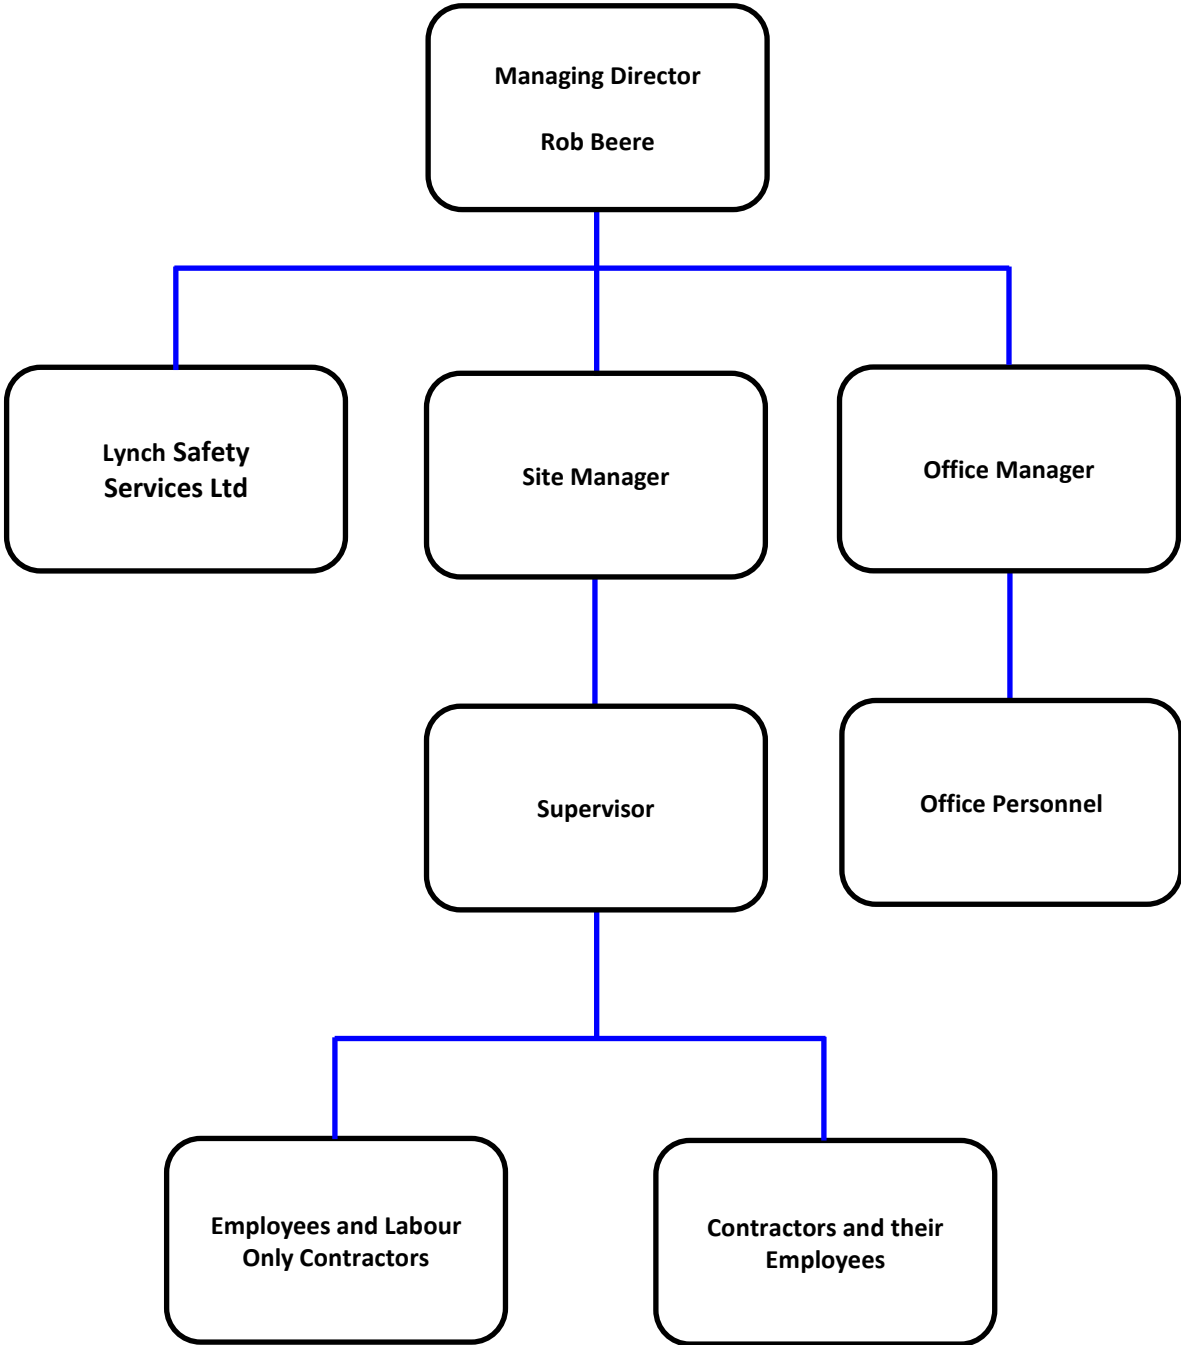 Managing Director
Rob Beere
Lynch Safety
Services Ltd
Site Manager
Office Manager
Supervisor
Office Personnel
Employees and Labour
Only Contractors
Contractors and their
Employees